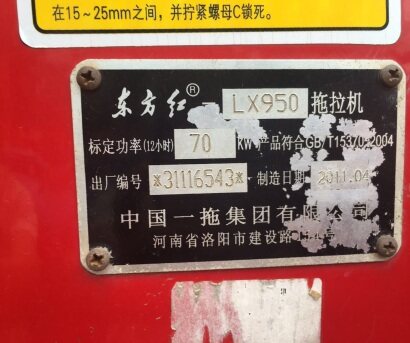 在15～25mm之间，并拧紧螺母C锁死。
东方红® - LX950 拖拉机
标定功率(12小时) 70 KW 产品符合GB/T15370-2004
出厂编号 *31116543* 制造日期 2011.04
中国一拖集团有限公司
河南省洛阳市建设路